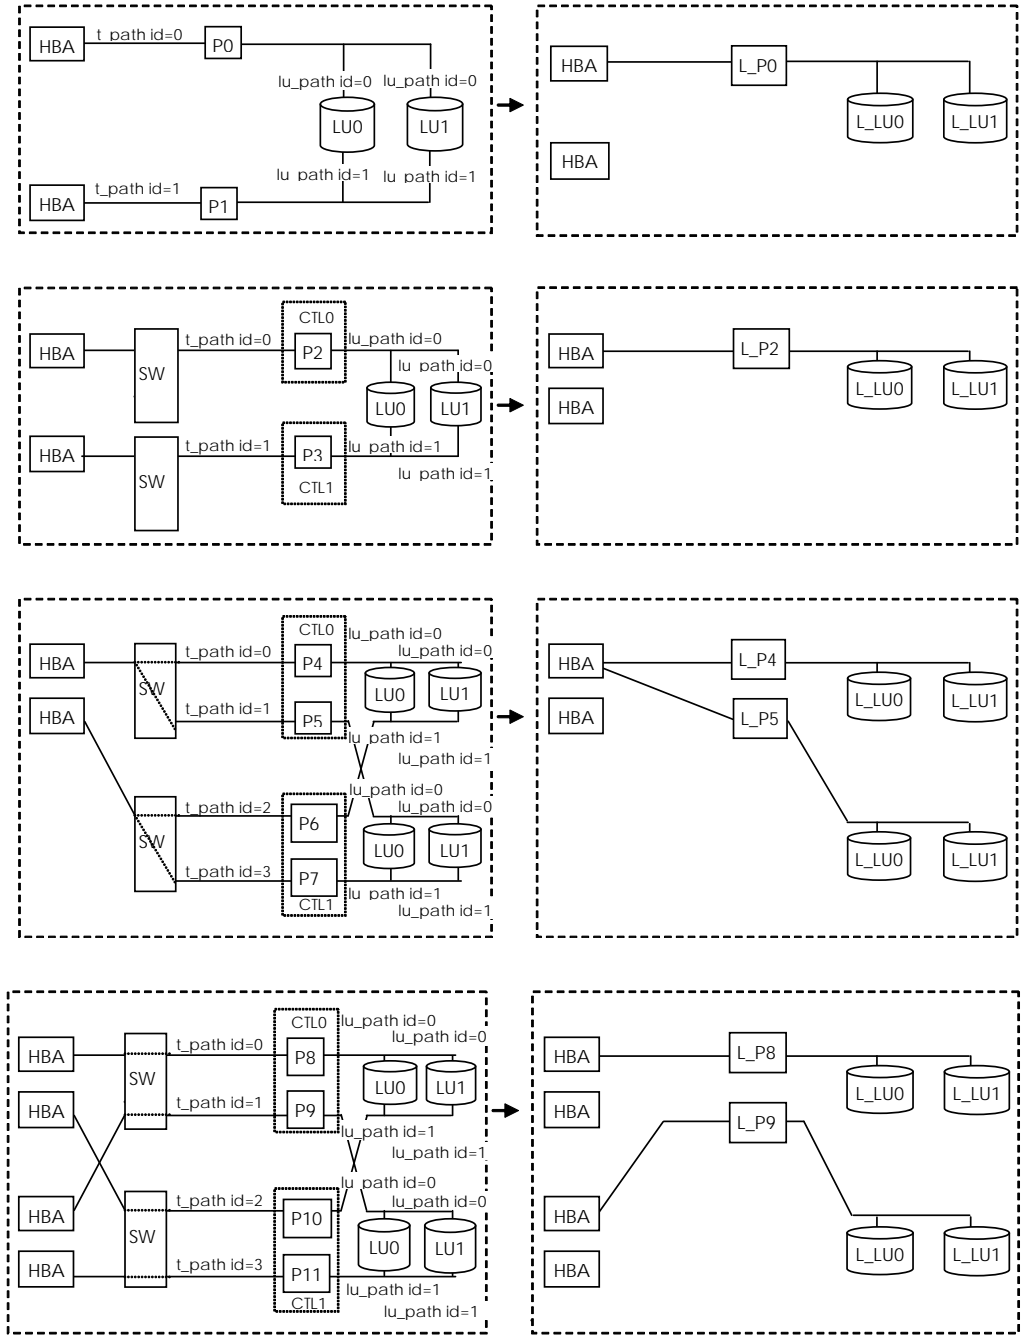 HBA t_path id=0 P0
lu_path id=0 lu_path id=0
LU0 LU1
lu_path id=1 lu_path id=1
HBA t_path id=1 P1
HBA L_P0
L_LU0 L_LU1
HBA
CTL0
HBA SW t_path id=0 P2 lu_path id=0
lu_path id=0
LU0 LU1
HBA SW t_path id=1 P3 lu_path id=1
CTL1 lu_path id=1
HBA L_P2
L_LU0 L_LU1
HBA
CTL0 lu_path id=0
HBA t_path id=0 P4 lu_path id=0
SW LU0 LU1
HBA t_path id=1 P5
lu_path id=1
lu_path id=1
lu_path id=0
t_path id=2 P6 lu_path id=0
SW LU0 LU1
t_path id=3 P7
CTL1 lu_path id=1
lu_path id=1
HBA L_P4
L_LU0 L_LU1
HBA L_P5
L_LU0 L_LU1
CTL0 lu_path id=0
HBA t_path id=0 P8 lu_path id=0
SW LU0 LU1
HBA t_path id=1 P9
lu_path id=1
lu_path id=1
lu_path id=0
HBA t_path id=2 P10 lu_path id=0
SW LU0 LU1
HBA t_path id=3 P11
CTL1 lu_path id=1
lu_path id=1
HBA L_P8
L_LU0 L_LU1
HBA L_P9
HBA
L_LU0 L_LU1
HBA